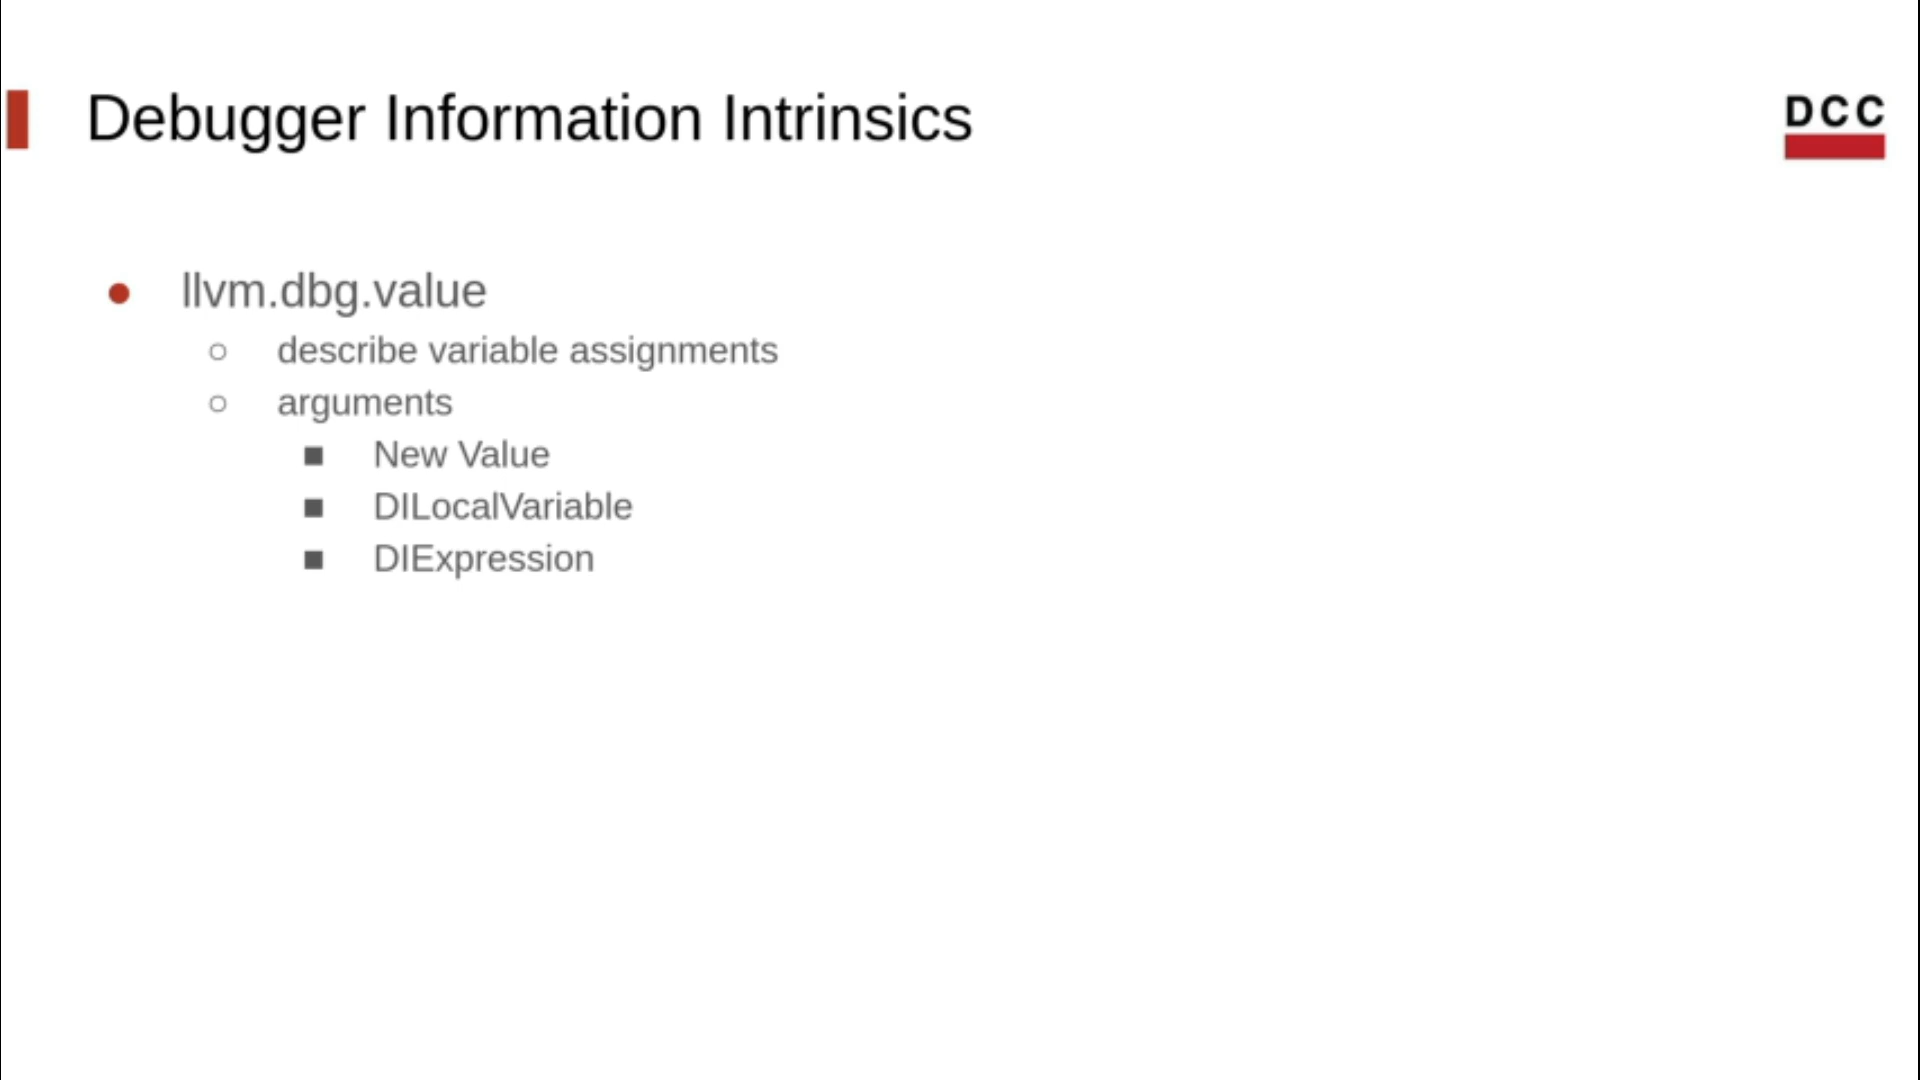 Debugger Information Intrinsics
DCC
llvm.dbg.value
describe variable assignments
arguments
New Value
DILocalVariable
DIExpression